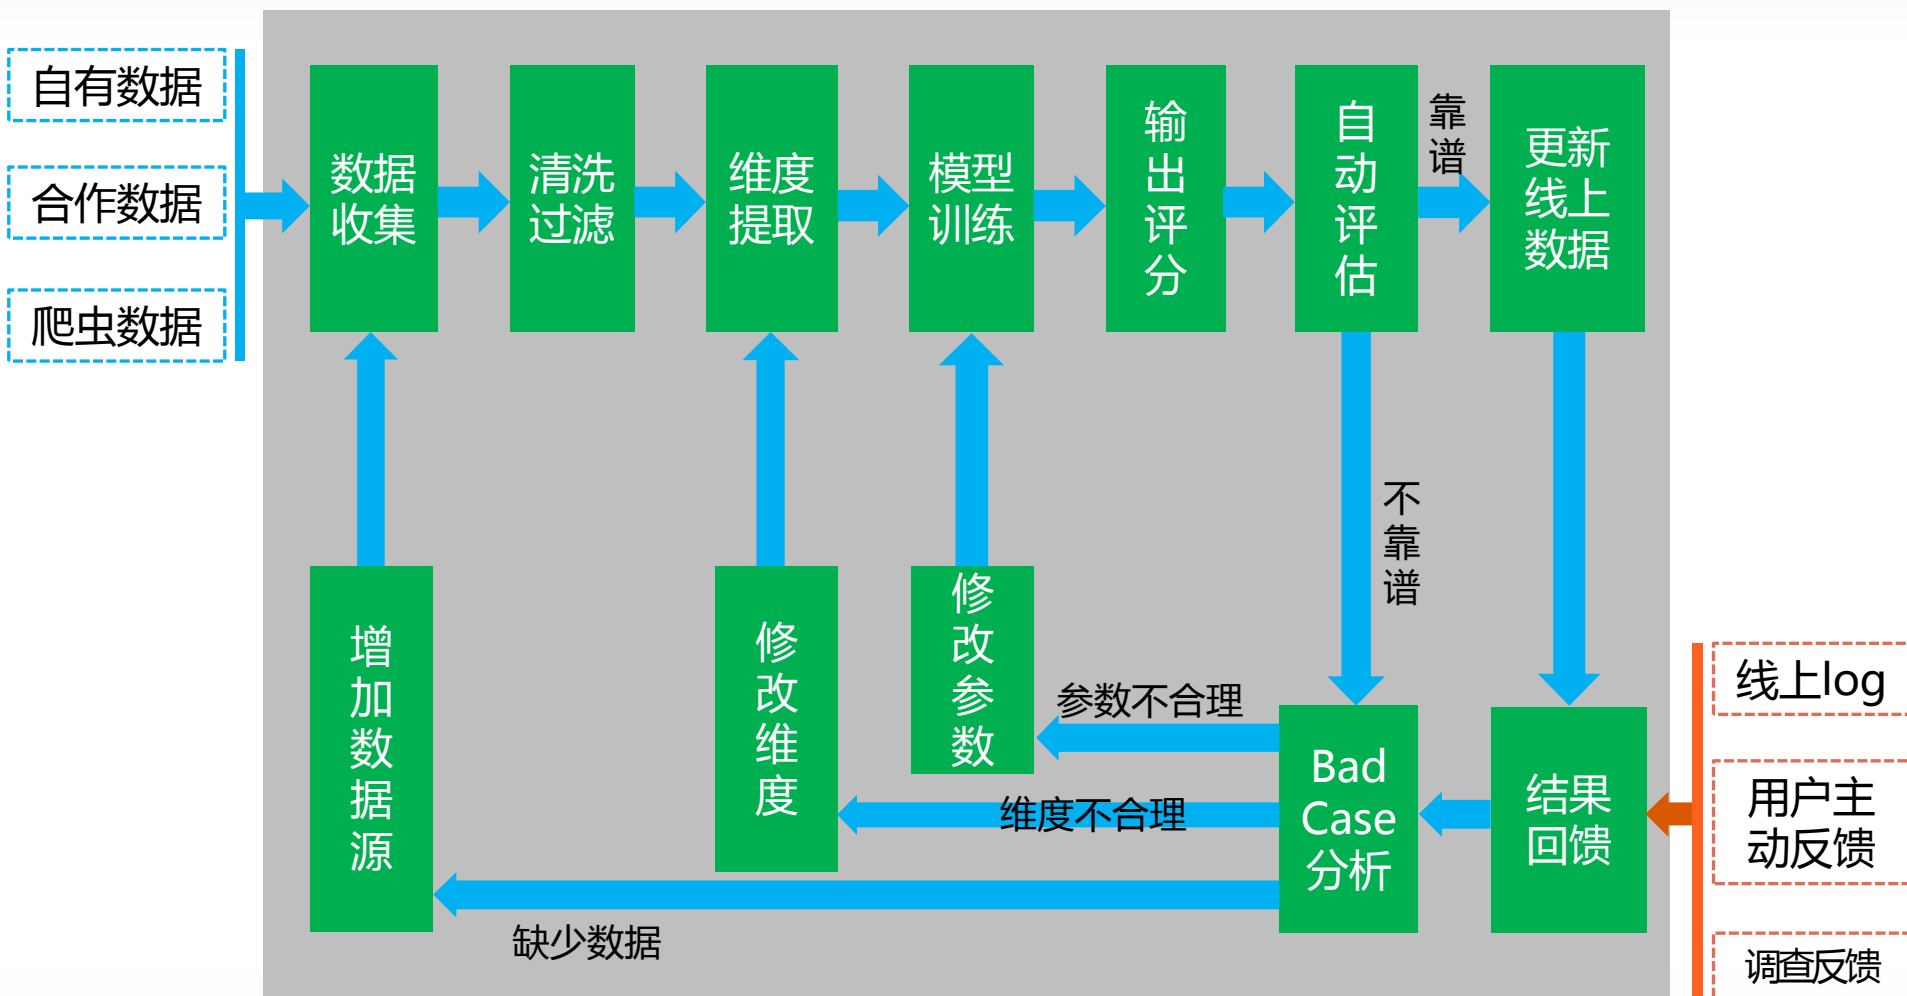 自有数据
合作数据
爬虫数据
数据
收集
清洗
过滤
维度
提取
模型
训练
输
出
评
分
自
动
评
估
靠
谱
更新
线上
数据
不
靠
谱
增
加
数
据
源
修
改
维
度
修
改
参
数
参数不合理
维度不合理
缺少数据
Bad
Case
分析
结果
回馈
线上log
用户主
动反馈
调查反馈